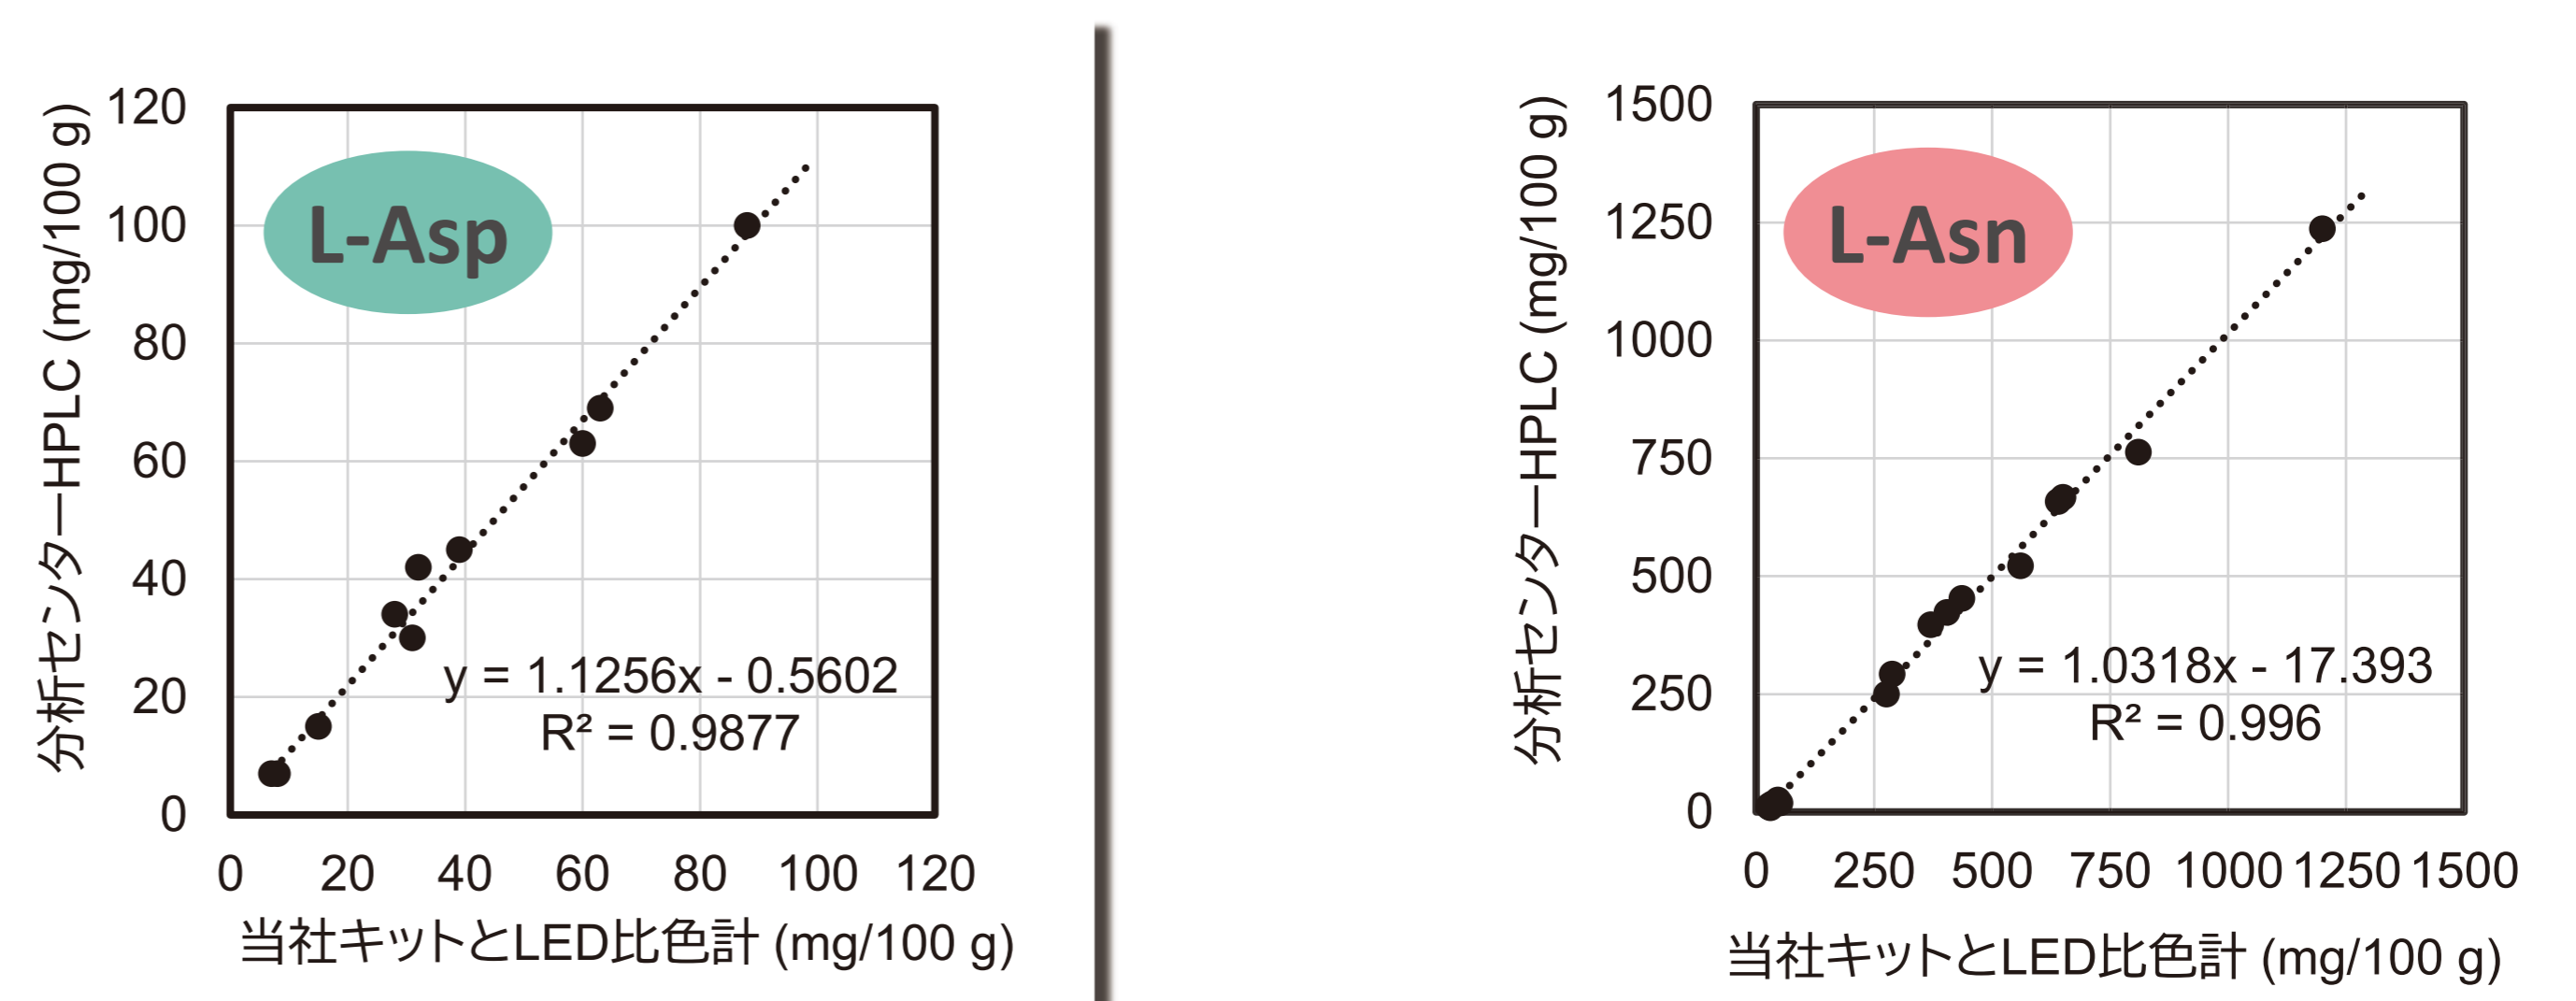 分析センターHPLC (mg/100 g)
120
100
80
60
40
20
0
L-Asp
y = 1.1256x - 0.5602
R² = 0.9877
0 20 40 60 80 100 120
当社キットとLED比色計 (mg/100 g)
分析センターHPLC (mg/100 g)
1500
1250
1000
750
500
250
0
L-Asn
y = 1.0318x - 17.393
R² = 0.996
0 250 500 750 1000 1250 1500
当社キットとLED比色計 (mg/100 g)